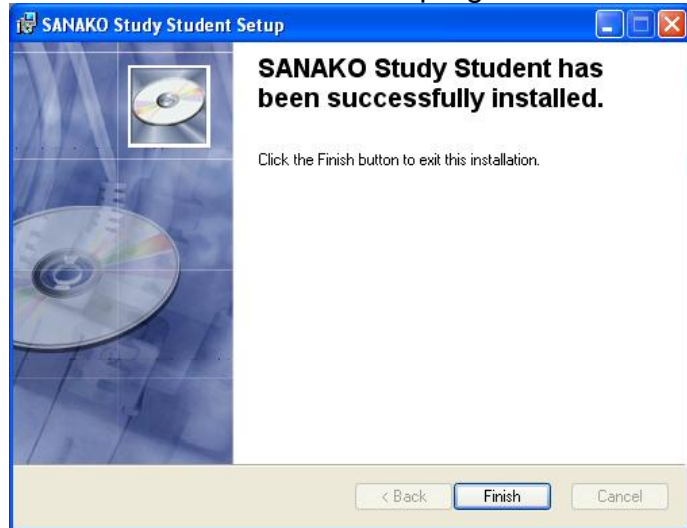 SANAKO Study Student Setup
SANAKO Study Student has
been successfully installed.
Click the Finish button to exit this installation.
< Back
Finish
Cancel